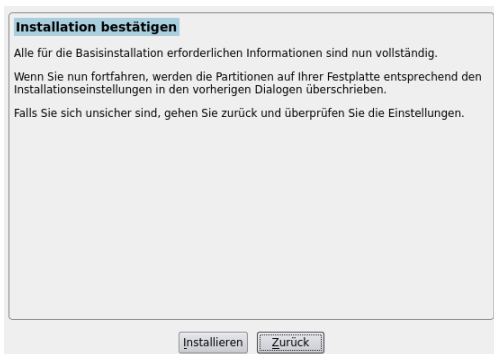 Installation bestätigen
Alle für die Basisinstallation erforderlichen Informationen sind nun vollständig.
Wenn Sie nun fortfahren, werden die Partitionen auf Ihrer Festplatte entsprechend den
Installationseinstellungen in den vorherigen Dialogen überschrieben.
Falls Sie sich unsicher sind, gehen Sie zurück und überprüfen Sie die Einstellungen.
Installieren Zurück